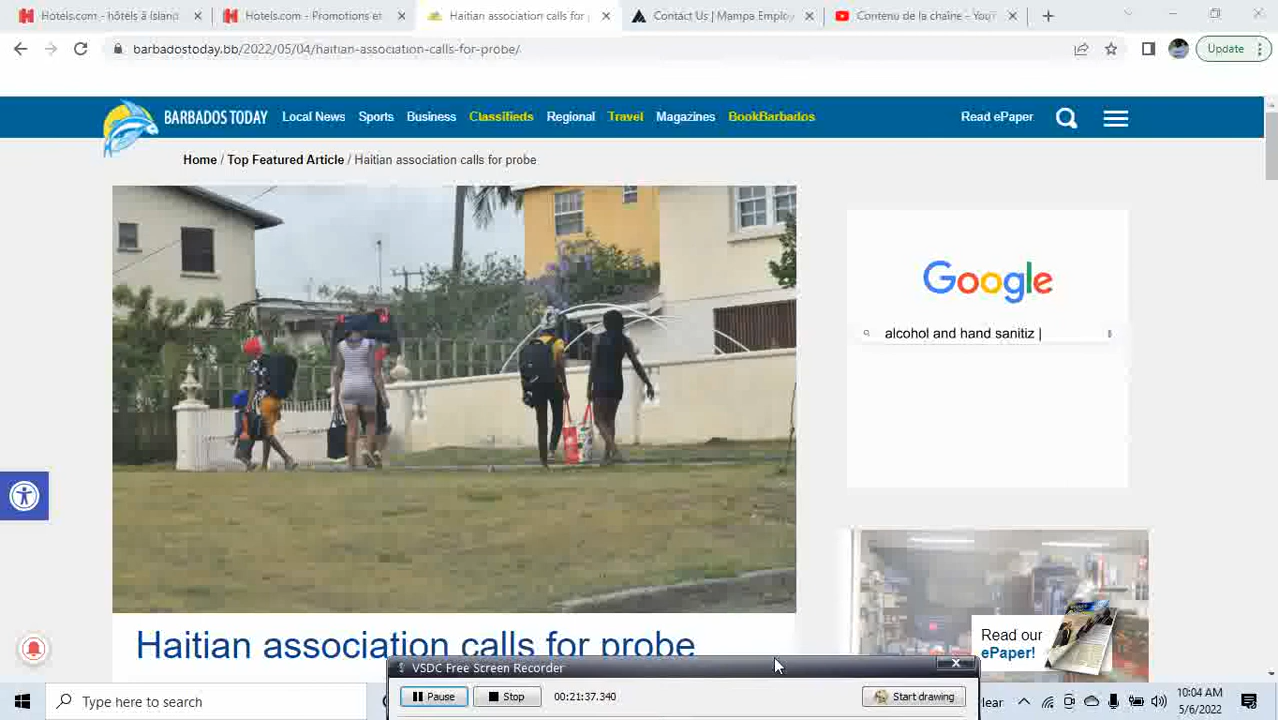 Hotels.com - hôtels et land
Hotels.com - Promotions et
Haitian association calls for
Contact Us | Mampa Employ
Contenu de la chaîne - YouT
barbadostoday.bb/2022/05/04/haitian-association-calls-for-probe/
Update
BARBADOS TODAY
Local News
Sports
Business
Classifieds
Regional
Travel
Magazines
BookBarbados
Read ePaper
Home / Top Featured Article / Haitian association calls for probe
Google
alcohol and hand sanitiz |
Haitian association calls for probe
Read our
ePaper!
VSDC Free Screen Recorder
Pause
Stop
00:21:37.340
Start drawing
Type here to search
lear
10:04 AM
5/6/2022